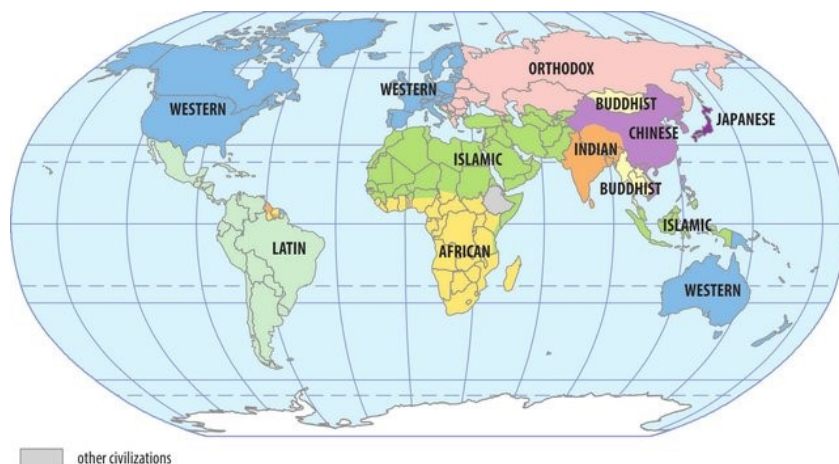 ORTHODOX
WESTERN
WESTERN
BUDDHIST
JAPANESE
CHINESE
ISLAMIC
INDIAN
BUDDHIST
ISLAMIC
LATIN
AFRICAN
WESTERN
other civilizations